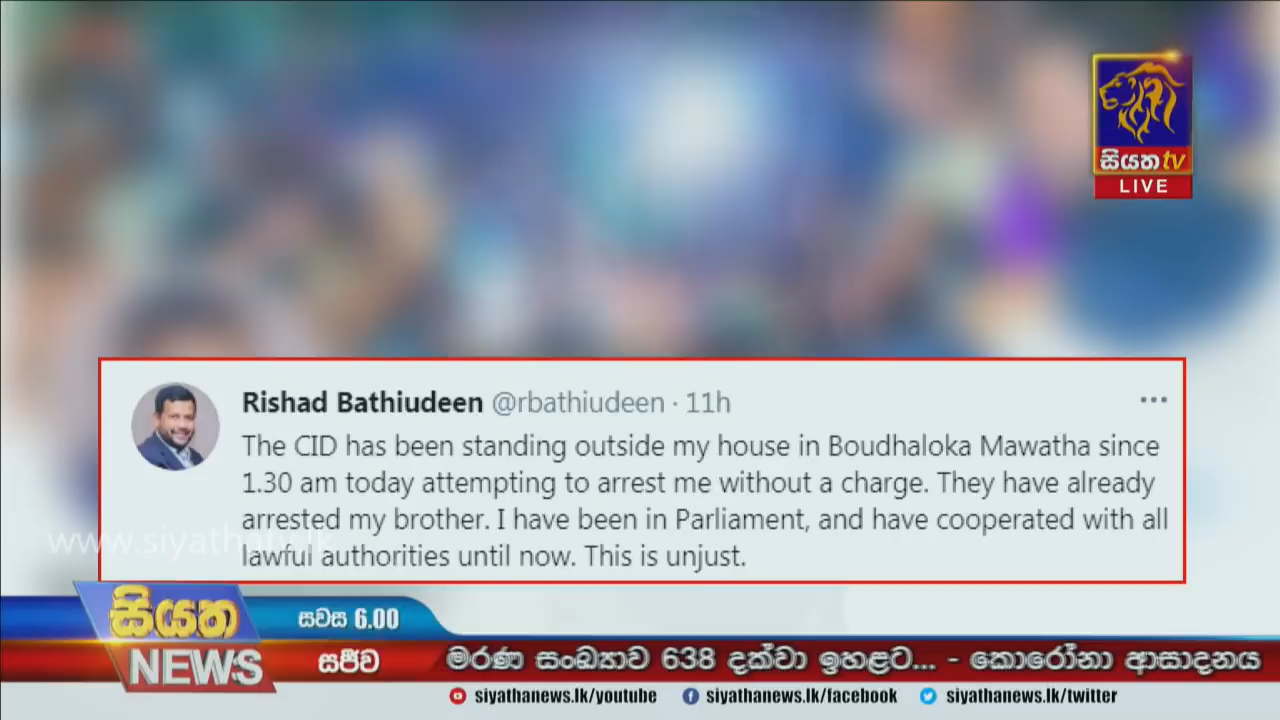 සියත tv
LIVE
Rishad Bathiudeen @rbathiudeen · 11h
The CID has been standing outside my house in Boudhaloka Mawatha since
1.30 am today attempting to arrest me without a charge. They have already
arrested my brother. I have been in Parliament, and have cooperated with all
lawful authorities until now. This is unjust.
www.siyathatv.lk
සියත
NEWS
සවස 6.00
සජීව
මරණ සංඛ්‍යාව 638 දක්වා ඉහළට... - කොරෝනා ආසාදනය
siyathanews.lk/youtube
siyathanews.lk/facebook
siyathanews.lk/twitter